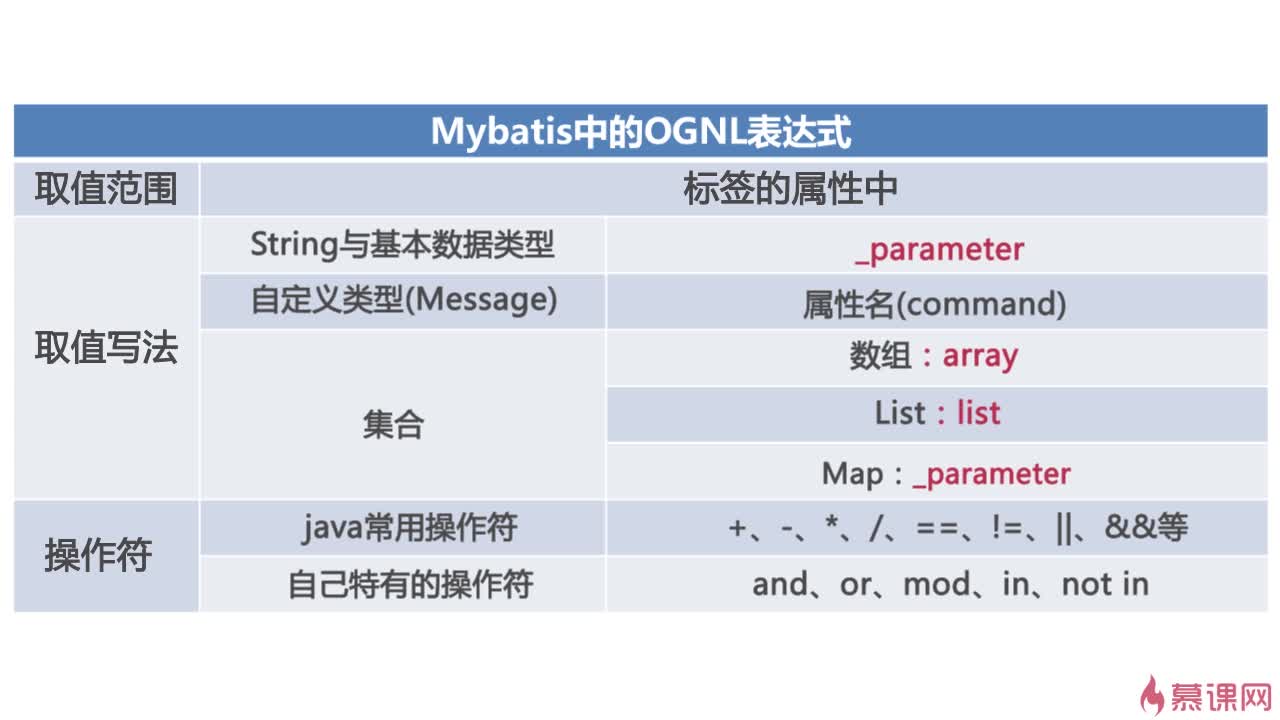 Mybatis中的OGNL表达式
取值范围
标签的属性中
取值写法
String与基本数据类型
_parameter
自定义类型(Message)
属性名(command)
集合
数组：array
List：list
Map：_parameter
操作符
java常用操作符
+、-、*、/、==、!=、||、&&等
自己特有的操作符
and、or、mod、in、not in
慕课网